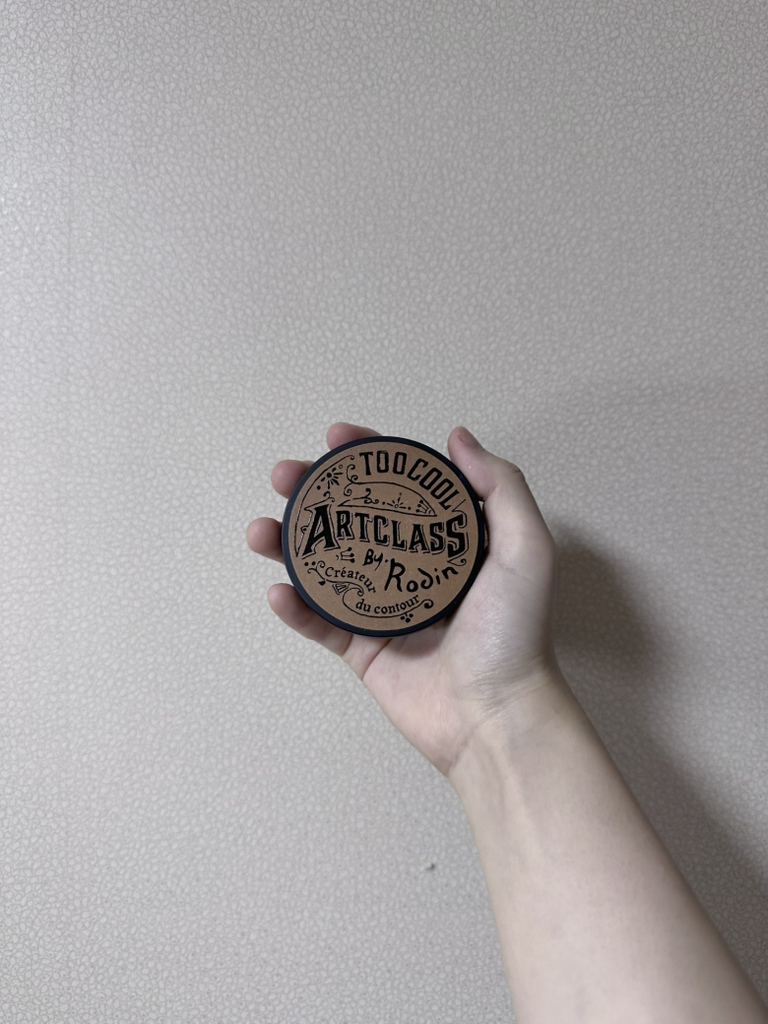 TOOCOOL
ARTCLASS
BY. Rodin
Créateur
du contour